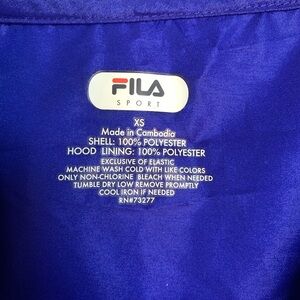 FILA
SPORT
XS
Made in Cambodia
SHELL: 100% POLYESTER
HOOD LINING: 100% POLYESTER
EXCLUSIVE OF ELASTIC
MACHINE WASH COLD WITH LIKE COLORS
ONLY NON-CHLORINE BLEACH WHEN NEEDED
TUMBLE DRY LOW REMOVE PROMPTLY
COOL IRON IF NEEDED
RN#73277